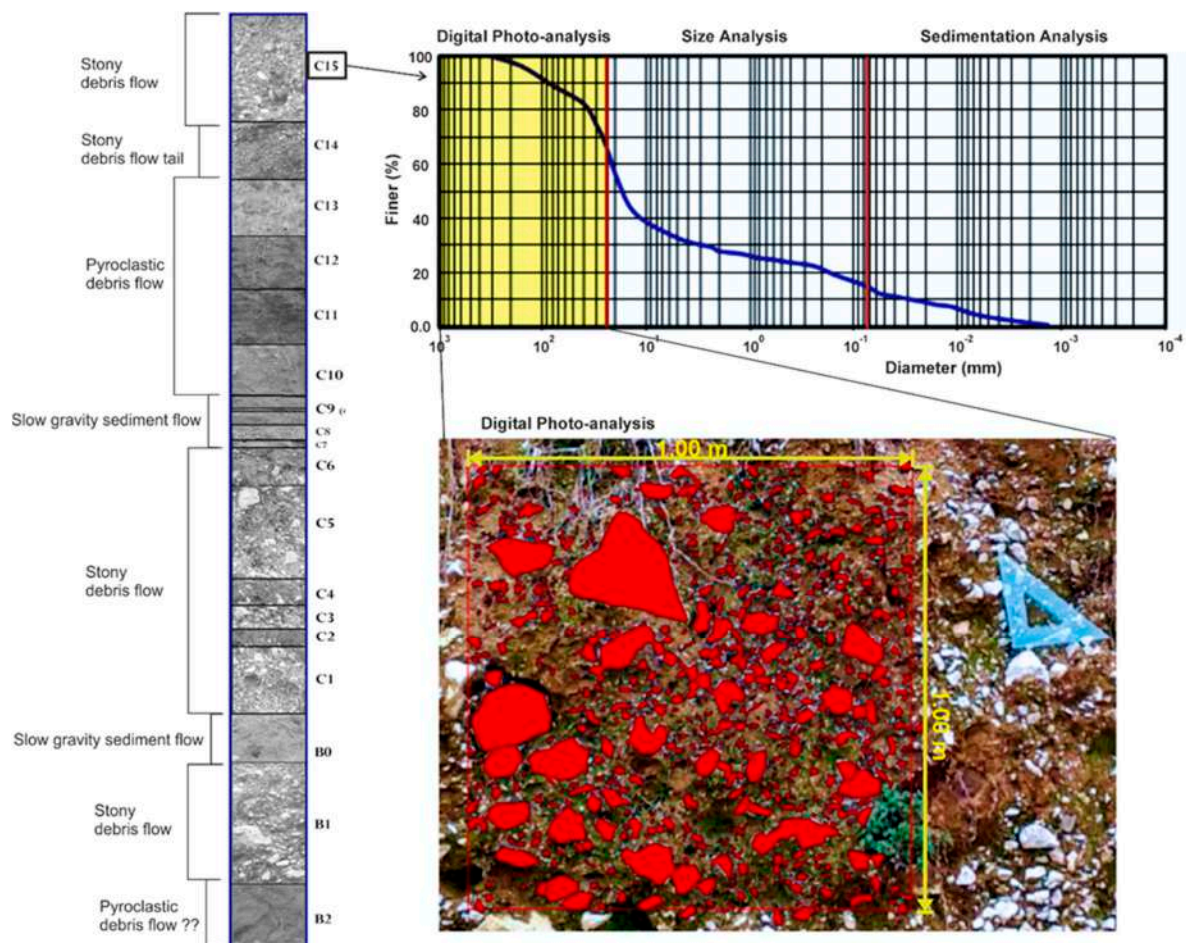 Stony
debris flow
C15
Stony
debris flow tail
C14
C13
Pyroclastic
debris flow
C12
C11
C10
Slow gravity sediment flow
C9
C8
C7
C6
C5
Stony
debris flow
C4
C3
C2
C1
Slow gravity sediment flow
B0
Stony
debris flow
B1
Pyroclastic
debris flow ??
B2
Digital Photo-analysis
Size Analysis
Sedimentation Analysis
Finer (%)
100
80
60
40
20
0.0
10³
10²
10¹
10⁰
10⁻¹
10⁻²
10⁻³
10⁻⁴
Diameter (mm)
Digital Photo-analysis
1.00 m
1.00 m